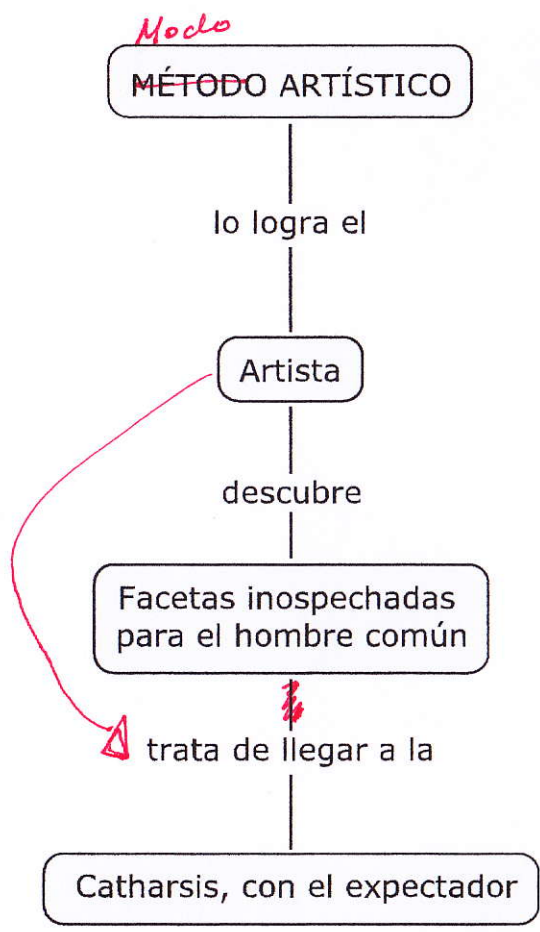 Modo
MÉTODO ARTÍSTICO
lo logra el
Artista
descubre
Facetas inospechadas
para el hombre común
trata de llegar a la
Catharsis, con el expectador